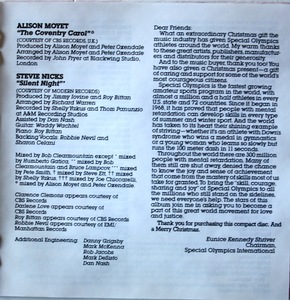 ALISON MOYET
"The Coventry Carol"*
(COURTESY OF CBS RECORDS U.K.)
Produced by Alison Moyet and Peter Oxendale
Arranged by Alison Moyet and Peter Oxendale
Recorded by John Fryer at Blackwing Studio,
London
STEVIE NICKS
"Silent Night"
(COURTESY OF MODERN RECORDS)
Produced by Jimmy Iovine and Roy Bittan
Arranged by Richard Warren
Recorded by Shelly Yakus and Thom Panunzio
at A&M Recording Studios
Assisted by Dan Nash
Guitar: Waddy Wachtel
Piano: Roy Bittan
Backing Vocals: Robbie Nevil and
Sharon Celani
Mixed by Bob Clearmountain except
by Humberto Gatica, mixed by Bob
Clearmountain and Bruce Lampcov, mixed
by Pete Smith, mixed by Steve Ett, mixed
by Shelly Yakus, mixed by Joe Chiccarelli,
* mixed by Alison Moyet and Peter Oxendale.
Clarence Clemons appears courtesy of
CBS Records
Darlene Love appears courtesy of
CBS Records
Roy Bittan appears courtesy of CBS Records
Robbie Nevil appears courtesy of EMI/
Manhattan Records
Additional Engineering Danny Grigsby
Mark McKenna
Rob Jacobs
Mark DeSisto
Dan Nash
Dear Friends:
What an extraordinary Christmas gift the
music industry has given Special Olympics
athletes around the world. My warm thanks
to these great artists, publishers, manufactur-
ers and distributors for their generosity.
And to the music buyer, thank you too! You
have also given a Christmas present—a gift
of caring and support for some of the world's
most courageous citizens.
Special Olympics is the fastest growing
amateur sports program in the world, with
almost a million and a half athletes in every
U.S. state and 72 countries. Since it began in
1968, it has proved that people with mental
retardation can develop skills in every type
of summer and winter sport. And the world
has taken to its heart their shining example
of striving—whether it's an athlete with Down
syndrome who wins a medal in gymnastics
or a young woman who learns so slowly but
runs the 100 meter dash in 11 seconds.
Throughout the world there are 200 million
people with mental retardation. Many of
them still are shut away, denied the chance
to know the joy and sense of achievement
that come from the mastery of skills most of us
take for granted. To bring the "skill, courage,
sharing and joy" of Special Olympics to all
the millions who still stand on the sidelines,
we need everyone's help. The stars of this
album join me in asking you to become a
part of this great world movement for love
and justice.
Thank you for purchasing this compact disc. And
a Merry Christmas.
Eunice Kennedy Shriver
Chairman,
Special Olympics International